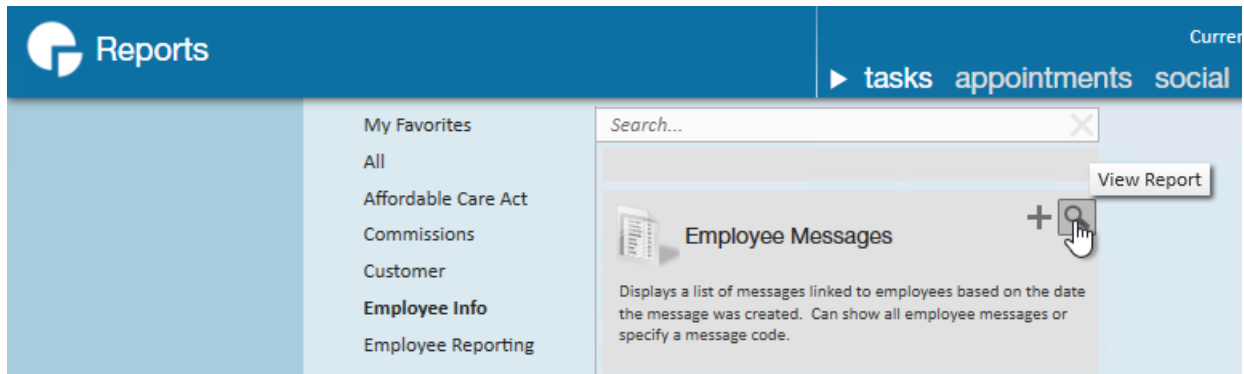 Reports
tasks appointments social
My Favorites
All
Affordable Care Act
Commissions
Customer
Employee Info
Employee Reporting
Search...
View Report
Employee Messages
Displays a list of messages linked to employees based on the date
the message was created.  Can show all employee messages or
specify a message code.